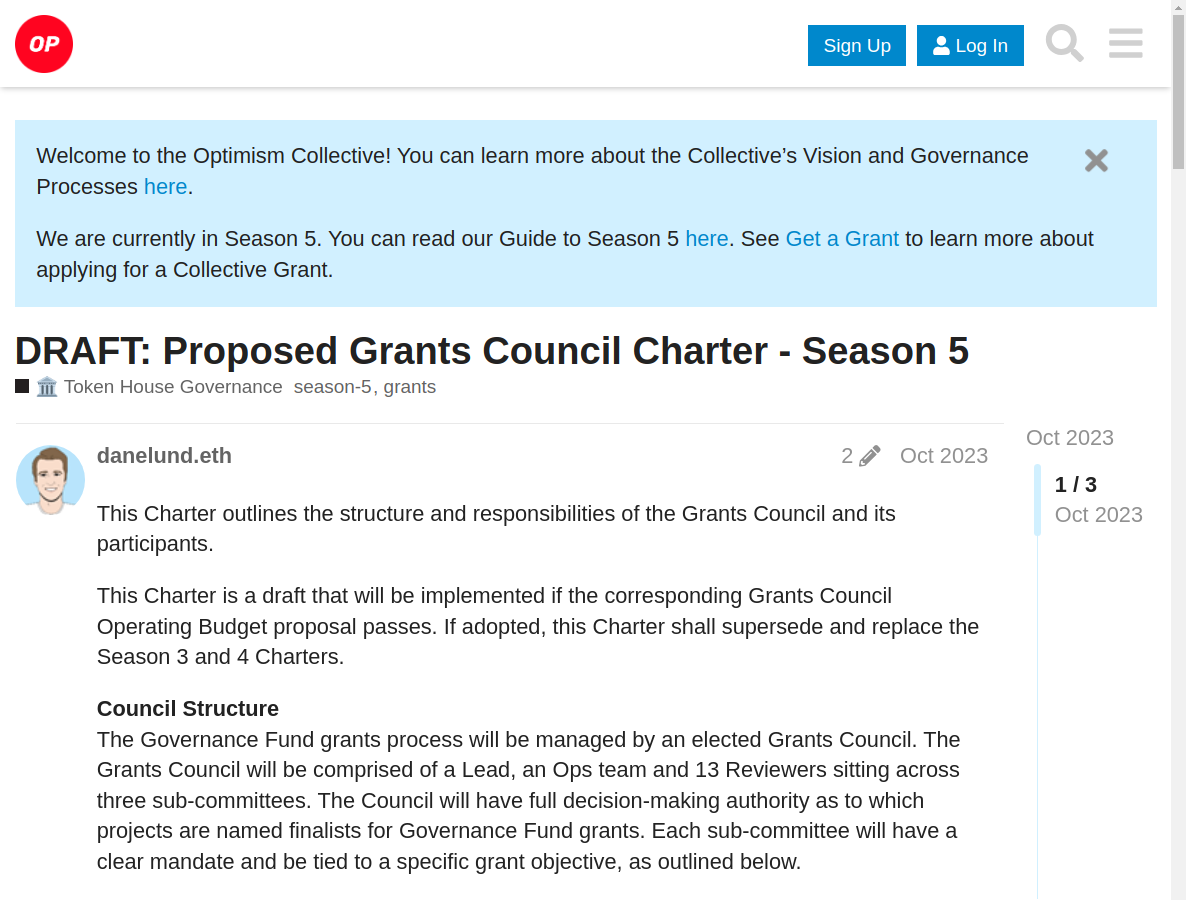 OP
Sign Up
Log In
Welcome to the Optimism Collective! You can learn more about the Collective’s Vision and Governance
Processes here.
We are currently in Season 5. You can read our Guide to Season 5 here. See Get a Grant to learn more about
applying for a Collective Grant.
DRAFT: Proposed Grants Council Charter - Season 5
Token House Governance season-5, grants
danelund.eth
2
Oct 2023
Oct 2023
1 / 3
Oct 2023
This Charter outlines the structure and responsibilities of the Grants Council and its
participants.
This Charter is a draft that will be implemented if the corresponding Grants Council
Operating Budget proposal passes. If adopted, this Charter shall supersede and replace the
Season 3 and 4 Charters.
Council Structure
The Governance Fund grants process will be managed by an elected Grants Council. The
Grants Council will be comprised of a Lead, an Ops team and 13 Reviewers sitting across
three sub-committees. The Council will have full decision-making authority as to which
projects are named finalists for Governance Fund grants. Each sub-committee will have a
clear mandate and be tied to a specific grant objective, as outlined below.